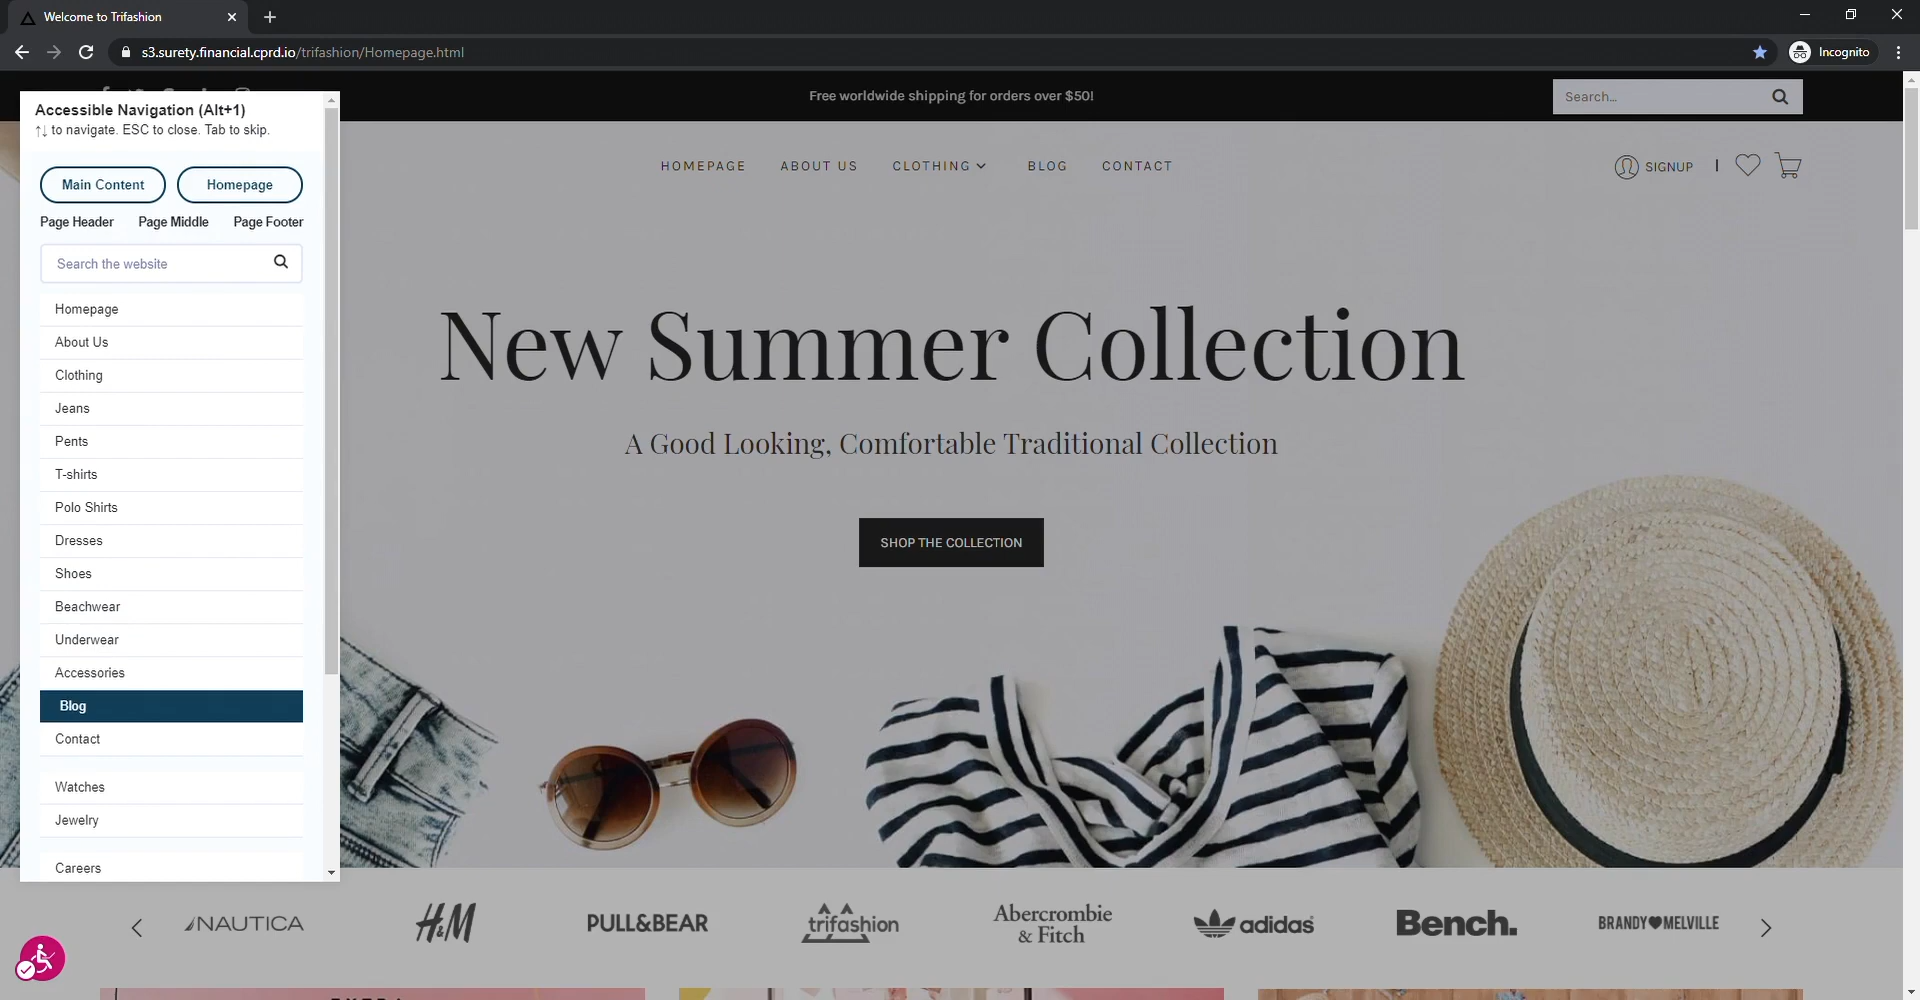 Welcome to Trifashion
s3.surety.financial.cprd.io/trifashion/Homepage.html
Incognito
Free worldwide shipping for orders over $50!
Search...
Accessible Navigation (Alt+1)
↑↓ to navigate. ESC to close. Tab to skip.
Main Content Homepage
Page Header Page Middle Page Footer
Search the website
Homepage
About Us
Clothing
Jeans
Pents
T-shirts
Polo Shirts
Dresses
Shoes
Beachwear
Underwear
Accessories
Blog
Contact
Watches
Jewelry
Careers
HOMEPAGE ABOUT US CLOTHING BLOG CONTACT
SIGNUP |
New Summer Collection
A Good Looking, Comfortable Traditional Collection
SHOP THE COLLECTION
NAUTICA H&M PULL&BEAR trifashion Abercrombie
& Fitch
adidas Bench. BRANDY♥MELVILLE